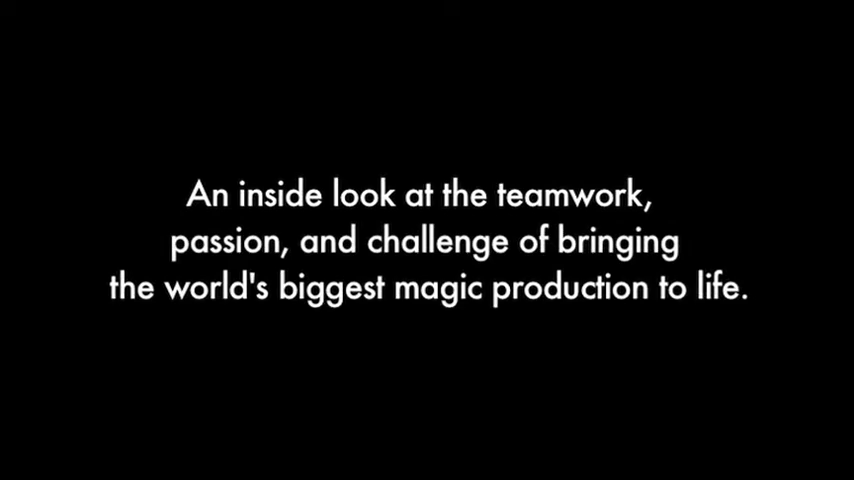 An inside look at the teamwork,
passion, and challenge of bringing
the world's biggest magic production to life.